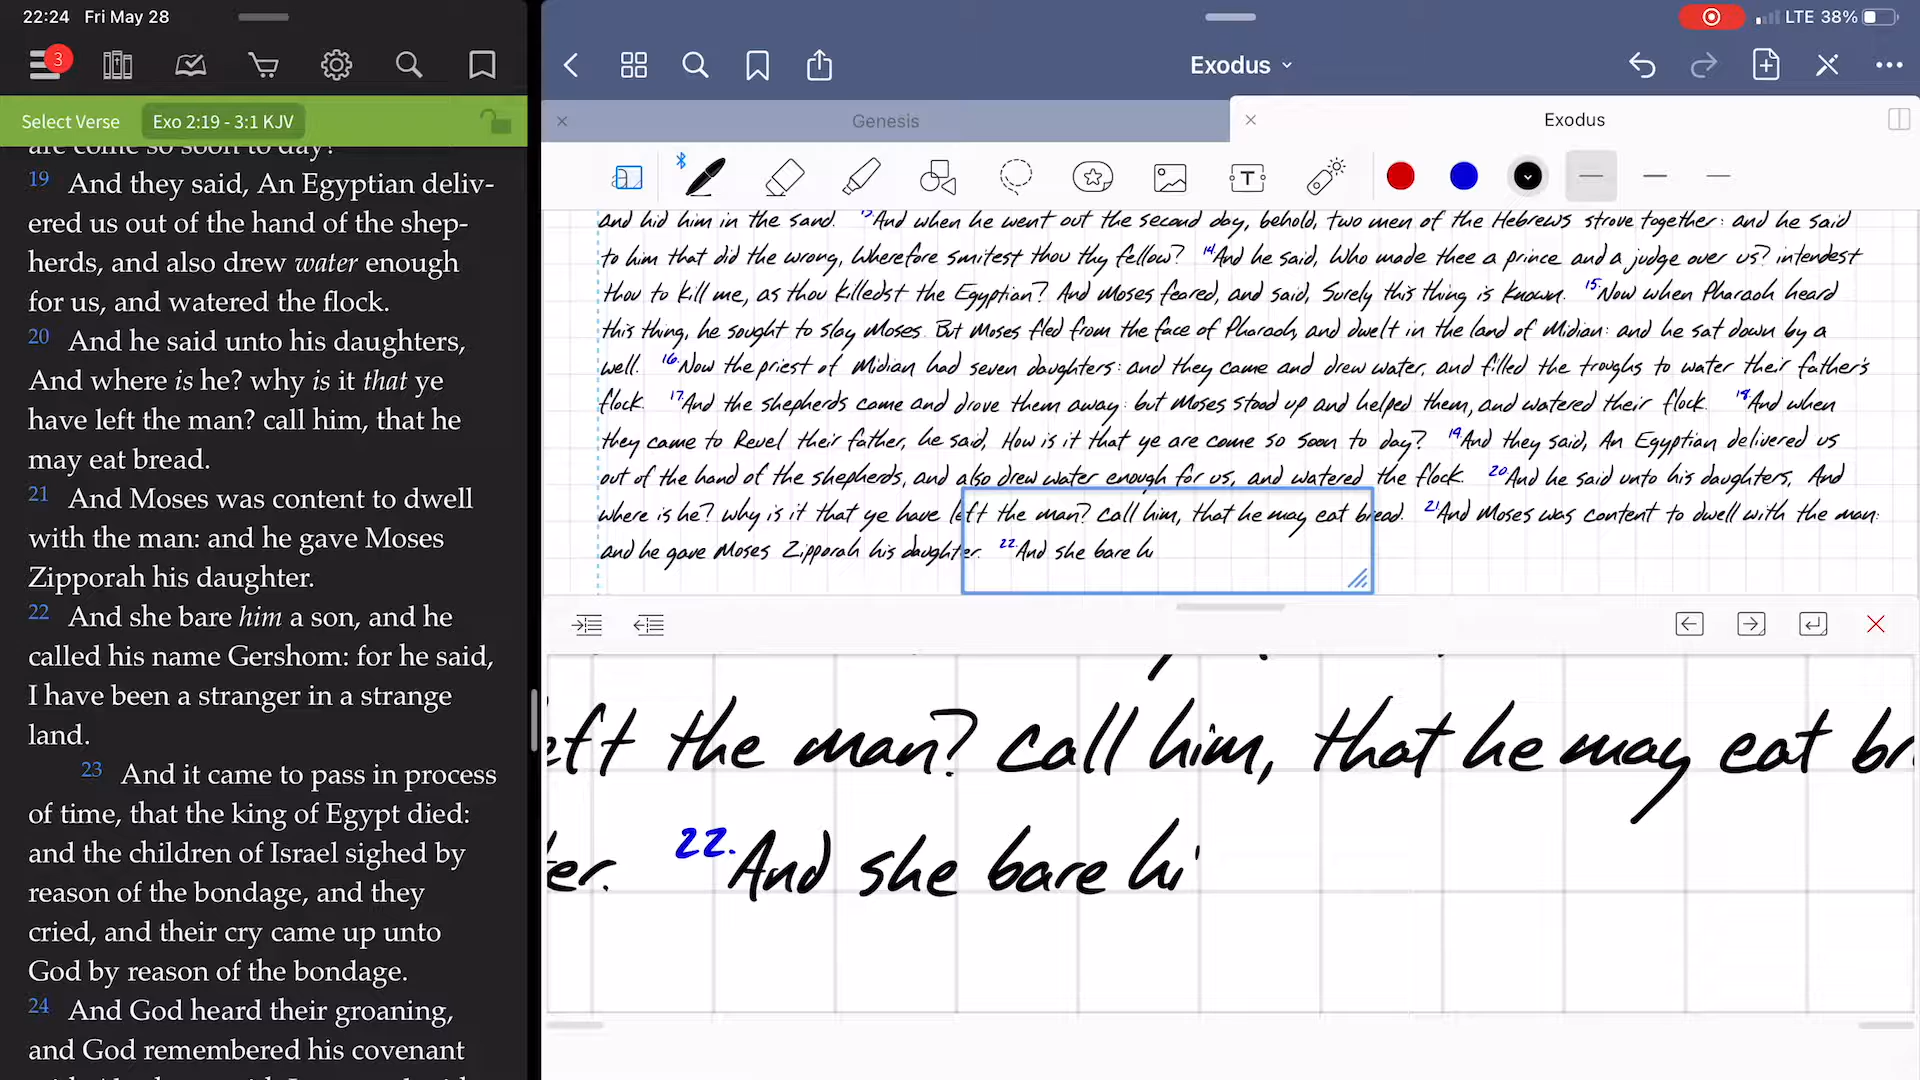 22:24 Fri May 28
LTE 38%
3
Exodus
Select Verse Exo 2:19 - 3:1 KJV
Genesis
Exodus
are come so soon to day?
19 And they said, An Egyptian deliv-
ered us out of the hand of the shep-
herds, and also drew water enough
for us, and watered the flock.
20 And he said unto his daughters,
And where is he? why is it that ye
have left the man? call him, that he
may eat bread.
21 And Moses was content to dwell
with the man: and he gave Moses
Zipporah his daughter.
22 And she bare him a son, and he
called his name Gershom: for he said,
I have been a stranger in a strange
land.
23 And it came to pass in process
of time, that the king of Egypt died:
and the children of Israel sighed by
reason of the bondage, and they
cried, and their cry came up unto
God by reason of the bondage.
24 And God heard their groaning,
and God remembered his covenant
T
and hid him in the sand. 13. And when he went out the second day, behold, two men of the Hebrews strove together: and he said
to him that did the wrong, Wherefore smitest thou thy fellow? 14. And he said, Who made thee a prince and a judge over us? intendest
thou to kill me, as thou killedst the Egyptian? And Moses feared, and said, Surely this thing is known. 15. Now when Pharaoh heard
this thing, he sought to slay Moses. But Moses fled from the face of Pharaoh, and dwelt in the land of Midian: and he sat down by a
well. 16. Now the priest of Midian had seven daughters: and they came and drew water, and filled the troughs to water their father's
flock. 17. And the shepherds came and drove them away: but Moses stood up and helped them, and watered their flock. 18. And when
they came to Reuel their father, he said, How is it that ye are come so soon to day? 19. And they said, An Egyptian delivered us
out of the hand of the shepherds, and also drew water enough for us, and watered the flock. 20. And he said unto his daughters, And
where is he? why is it that ye have left the man? call him, that he may eat bread. 21. And Moses was content to dwell with the man:
and he gave Moses Zipporah his daughter. 22. And she bare hi
eft the man? call him, that he may eat br
er. 22. And she bare hi